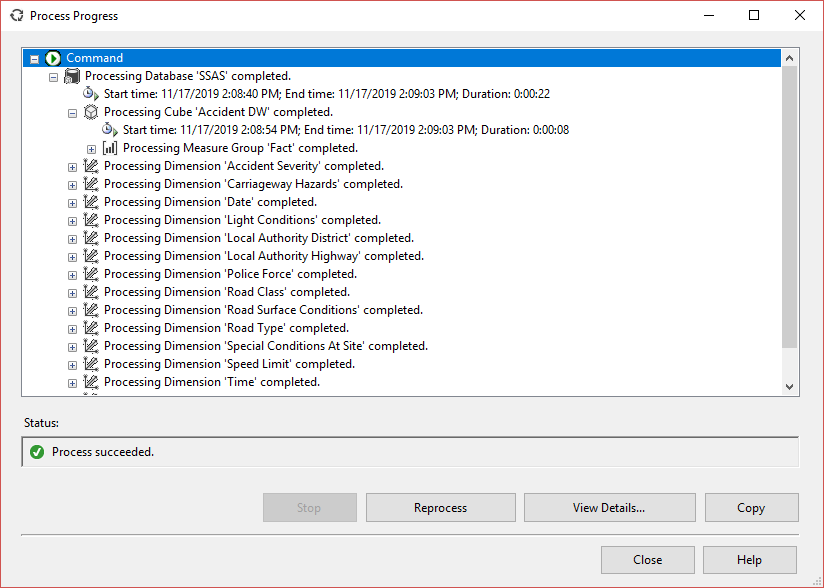 Process Progress
Command
Processing Database 'SSAS' completed.
Start time: 11/17/2019 2:08:40 PM; End time: 11/17/2019 2:09:03 PM; Duration: 0:00:22
Processing Cube 'Accident DW' completed.
Start time: 11/17/2019 2:08:54 PM; End time: 11/17/2019 2:09:03 PM; Duration: 0:00:08
Processing Measure Group 'Fact' completed.
Processing Dimension 'Accident Severity' completed.
Processing Dimension 'Carriageway Hazards' completed.
Processing Dimension 'Date' completed.
Processing Dimension 'Light Conditions' completed.
Processing Dimension 'Local Authority District' completed.
Processing Dimension 'Local Authority Highway' completed.
Processing Dimension 'Police Force' completed.
Processing Dimension 'Road Class' completed.
Processing Dimension 'Road Surface Conditions' completed.
Processing Dimension 'Road Type' completed.
Processing Dimension 'Special Conditions At Site' completed.
Processing Dimension 'Speed Limit' completed.
Processing Dimension 'Time' completed.
Status:
Process succeeded.
Stop
Reprocess
View Details...
Copy
Close
Help